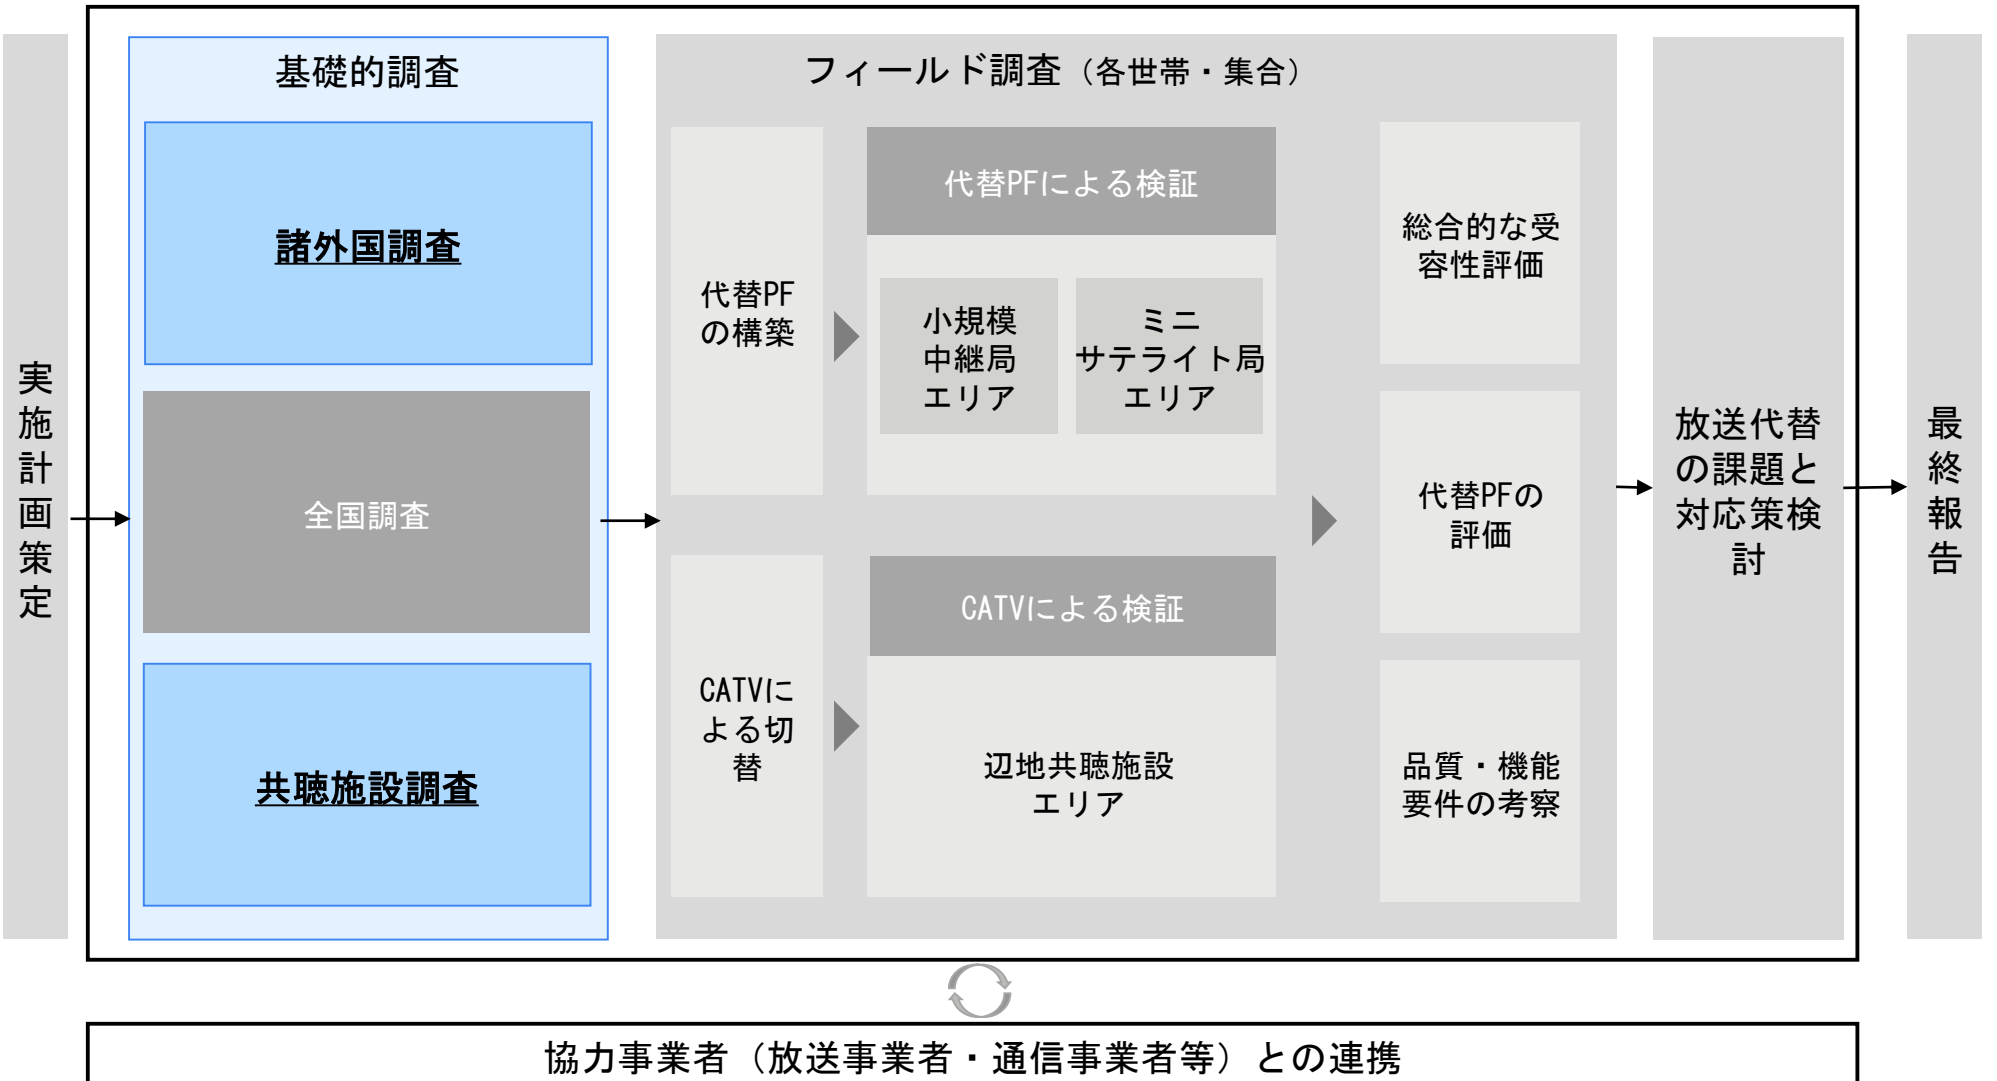 実
施
計
画
策
定
基礎的調査
諸外国調査
全国調査
共聴施設調査
フィールド調査（各世帯・集合）
代替PF
の構築
代替PFによる検証
小規模
中継局
エリア
ミニ
サテライト局
エリア
CATVに
よる切
替
CATVによる検証
辺地共聴施設
エリア
総合的な受
容性評価
代替PFの
評価
品質・機能
要件の考察
放送代替
の課題と
対応策検
討
最
終
報
告
協力事業者（放送事業者・通信事業者等）との連携